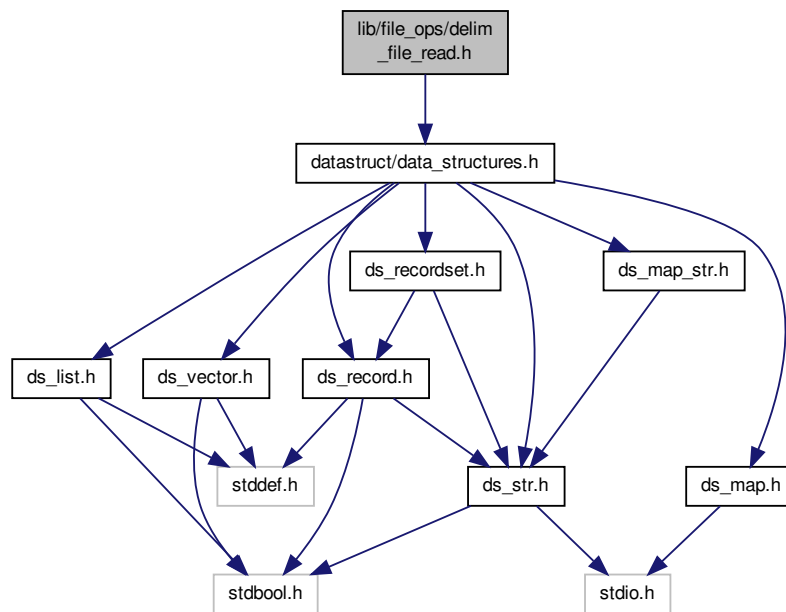 lib/file_ops/delim
_file_read.h
datastruct/data_structures.h
ds_recordset.h
ds_map_str.h
ds_list.h
ds_vector.h
ds_record.h
stddef.h
ds_str.h
ds_map.h
stdbool.h
stdio.h